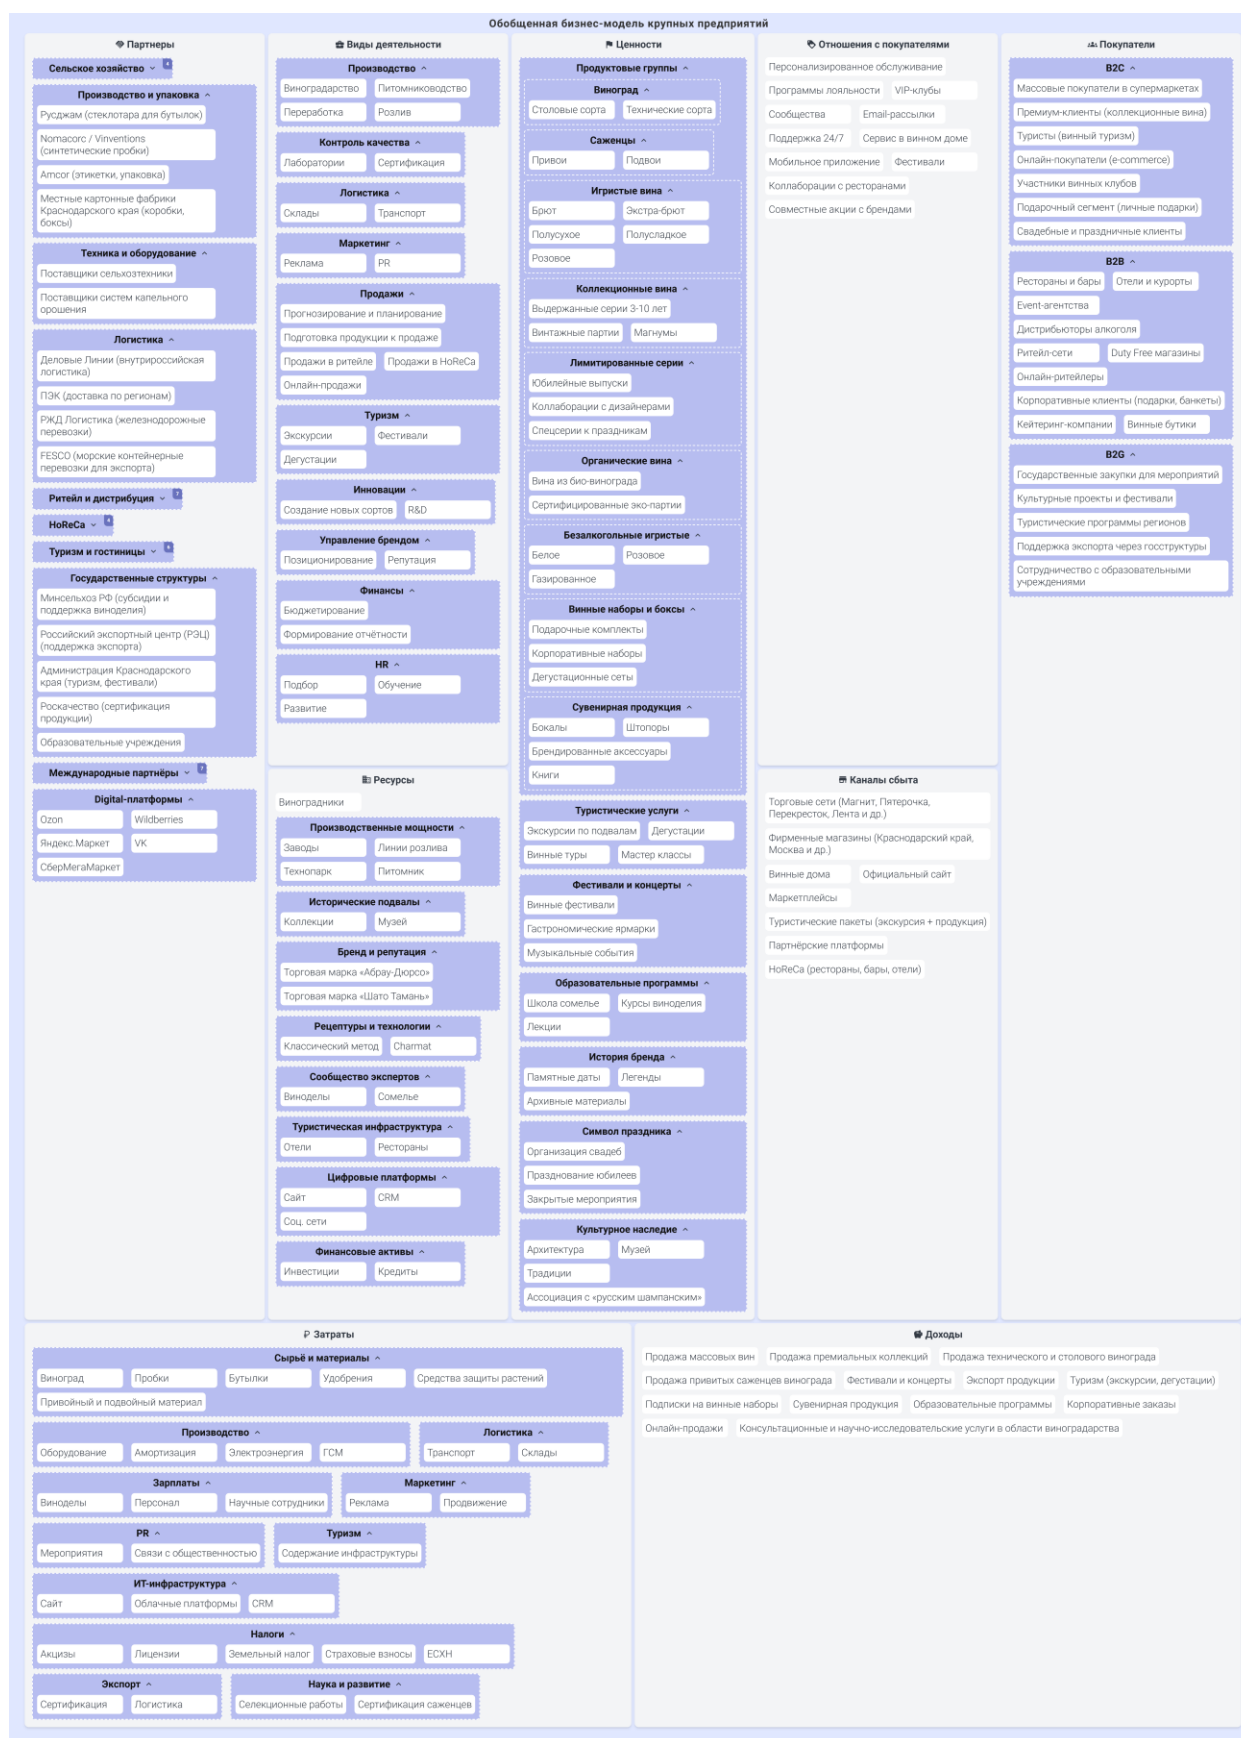 Обобщенная бизнес-модель крупных предприятий
Партнеры
Сельское хозяйство
4
Производство и упаковка
Русджам (стеклотара для бутылок)
Nomacorc / Vinventions
(синтетические пробки)
Amcor (этикетки, упаковка)
Местные картонные фабрики
Краснодарского края (коробки,
боксы)
Техника и оборудование
Поставщики сельхозтехники
Поставщики систем капельного
орошения
Логистика
Деловые Линии (внутрироссийская
логистика)
ПЭК (доставка по регионам)
РЖД Логистика (железнодорожные
перевозки)
FESCO (морские контейнерные
перевозки для экспорта)
Ритейл и дистрибуция
7
HoReCa
Туризм и гостиницы
Государственные структуры
Минсельхоз РФ (субсидии и
поддержка виноделия)
Российский экспортный центр (РЭЦ)
(поддержка экспорта)
Администрация Краснодарского
края (туризм, фестивали)
Роскачество (сертификация
продукции)
Образовательные учреждения
Международные партнёры
7
Digital-платформы
Ozon
Wildberries
Яндекс.Маркет
VK
СберМегаМаркет
Виды деятельности
Производство
Виноградарство
Питомниководство
Переработка
Розлив
Контроль качества
Лаборатории
Сертификация
Логистика
Склады
Транспорт
Маркетинг
Реклама
PR
Продажи
Прогнозирование и планирование
Подготовка продукции к продаже
Продажи в ритейле
Продажи в HoReCa
Онлайн-продажи
Туризм
Экскурсии
Фестивали
Дегустации
Инновации
Создание новых сортов
R&D
Управление брендом
Позиционирование
Репутация
Финансы
Бюджетирование
Формирование отчётности
HR
Подбор
Обучение
Развитие
Ресурсы
Виноградники
Производственные мощности
Заводы
Линии розлива
Технопарк
Питомник
Исторические подвалы
Коллекции
Музей
Бренд и репутация
Торговая марка «Абрау-Дюрсо»
Торговая марка «Шато Тамань»
Рецептуры и технологии
Классический метод
Charmat
Сообщество экспертов
Виноделы
Сомелье
Туристическая инфраструктура
Отели
Рестораны
Цифровые платформы
Сайт
CRM
Соц. сети
Финансовые активы
Инвестиции
Кредиты
Ценности
Продуктовые группы
Виноград
Столовые сорта
Технические сорта
Саженцы
Привои
Подвои
Игристые вина
Брют
Экстра-брют
Полусухое
Полусладкое
Розовое
Коллекционные вина
Выдержанные серии 3-10 лет
Винтажные партии
Магнумы
Лимитированные серии
Юбилейные выпуски
Коллаборации с дизайнерами
Спецсерии к праздникам
Органические вина
Вина из био-винограда
Сертифицированные эко-партии
Безалкогольные игристые
Белое
Розовое
Газированное
Винные наборы и боксы
Подарочные комплекты
Корпоративные наборы
Дегустационные сеты
Сувенирная продукция
Бокалы
Штопоры
Брендированные аксессуары
Книги
Туристические услуги
Экскурсии по подвалам
Дегустации
Винные туры
Мастер классы
Фестивали и концерты
Винные фестивали
Гастрономические ярмарки
Музыкальные события
Образовательные программы
Школа сомелье
Курсы виноделия
Лекции
История бренда
Памятные даты
Легенды
Архивные материалы
Символ праздника
Организация свадеб
Празднование юбилеев
Закрытые мероприятия
Культурное наследие
Архитектура
Музей
Традиции
Ассоциация с «русским шампанским»
Отношения с покупателями
Персонализированное обслуживание
Программы лояльности
VIP-клубы
Сообщества
Email-рассылки
Поддержка 24/7
Сервис в винном доме
Мобильное приложение
Фестивали
Коллаборации с ресторанами
Совместные акции с брендами
Каналы сбыта
Торговые сети (Магнит, Пятерочка,
Перекресток, Лента и др.)
Фирменные магазины (Краснодарский край,
Москва и др.)
Винные дома
Официальный сайт
Маркетплейсы
Туристические пакеты (экскурсия + продукция)
Партнёрские платформы
HoReCa (рестораны, бары, отели)
Покупатели
B2C
Массовые покупатели в супермаркетах
Премиум-клиенты (коллекционные вина)
Туристы (винный туризм)
Онлайн-покупатели (e-commerce)
Участники винных клубов
Подарочный сегмент (личные подарки)
Свадебные и праздничные клиенты
B2B
Рестораны и бары
Отели и курорты
Event-агентства
Дистрибьюторы алкоголя
Ритейл-сети
Duty Free магазины
Онлайн-ритейлеры
Корпоративные клиенты (подарки, банкеты)
Кейтеринг-компании
Винные бутики
B2G
Государственные закупки для мероприятий
Культурные проекты и фестивали
Туристические программы регионов
Поддержка экспорта через госструктуры
Сотрудничество с образовательными
учреждениями
Затраты
Сырьё и материалы
Виноград
Пробки
Бутылки
Удобрения
Средства защиты растений
Привойный и подвойный материал
Производство
Оборудование
Амортизация
Электроэнергия
ГСМ
Логистика
Транспорт
Склады
Зарплаты
Виноделы
Персонал
Научные сотрудники
Маркетинг
Реклама
Продвижение
PR
Мероприятия
Связи с общественностью
Туризм
Содержание инфраструктуры
ИТ-инфраструктура
Сайт
Облачные платформы
CRM
Налоги
Акцизы
Лицензии
Земельный налог
Страховые взносы
ЕСХН
Экспорт
Сертификация
Логистика
Наука и развитие
Селекционные работы
Сертификация саженцев
Доходы
Продажа массовых вин
Продажа премиальных коллекций
Продажа технического и столового винограда
Продажа привитых саженцев винограда
Фестивали и концерты
Экспорт продукции
Туризм (экскурсии, дегустации)
Подписки на винные наборы
Сувенирная продукция
Образовательные программы
Корпоративные заказы
Онлайн-продажи
Консультационные и научно-исследовательские услуги в области виноградарства